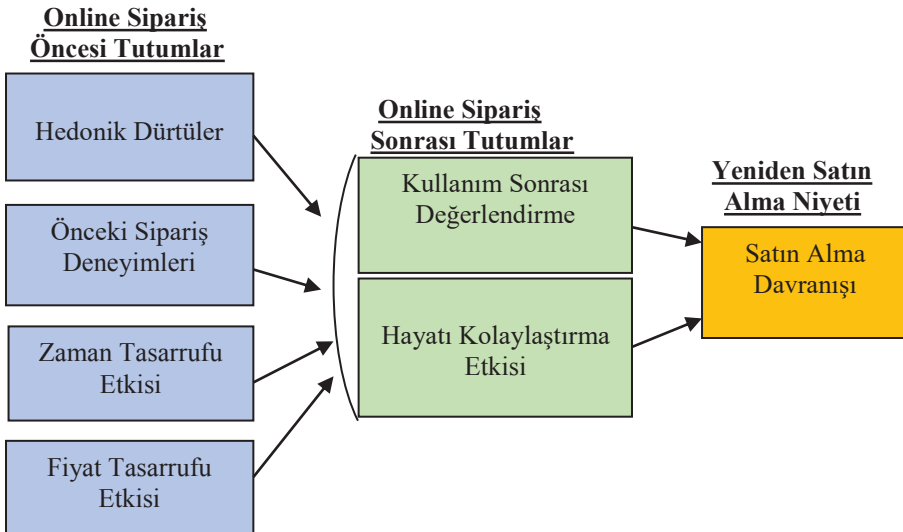 Online Sipariş
Öncesi Tutumlar
Hedonik Dürtüler
Önceki Sipariş
Deneyimleri
Zaman Tasarrufu
Etkisi
Fiyat Tasarrufu
Etkisi
Online Sipariş
Sonrası Tutumlar
Kullanım Sonrası
Değerlendirme
Hayatı Kolaylaştırma
Etkisi
Yeniden Satın
Alma Niyeti
Satın Alma
Davranışı